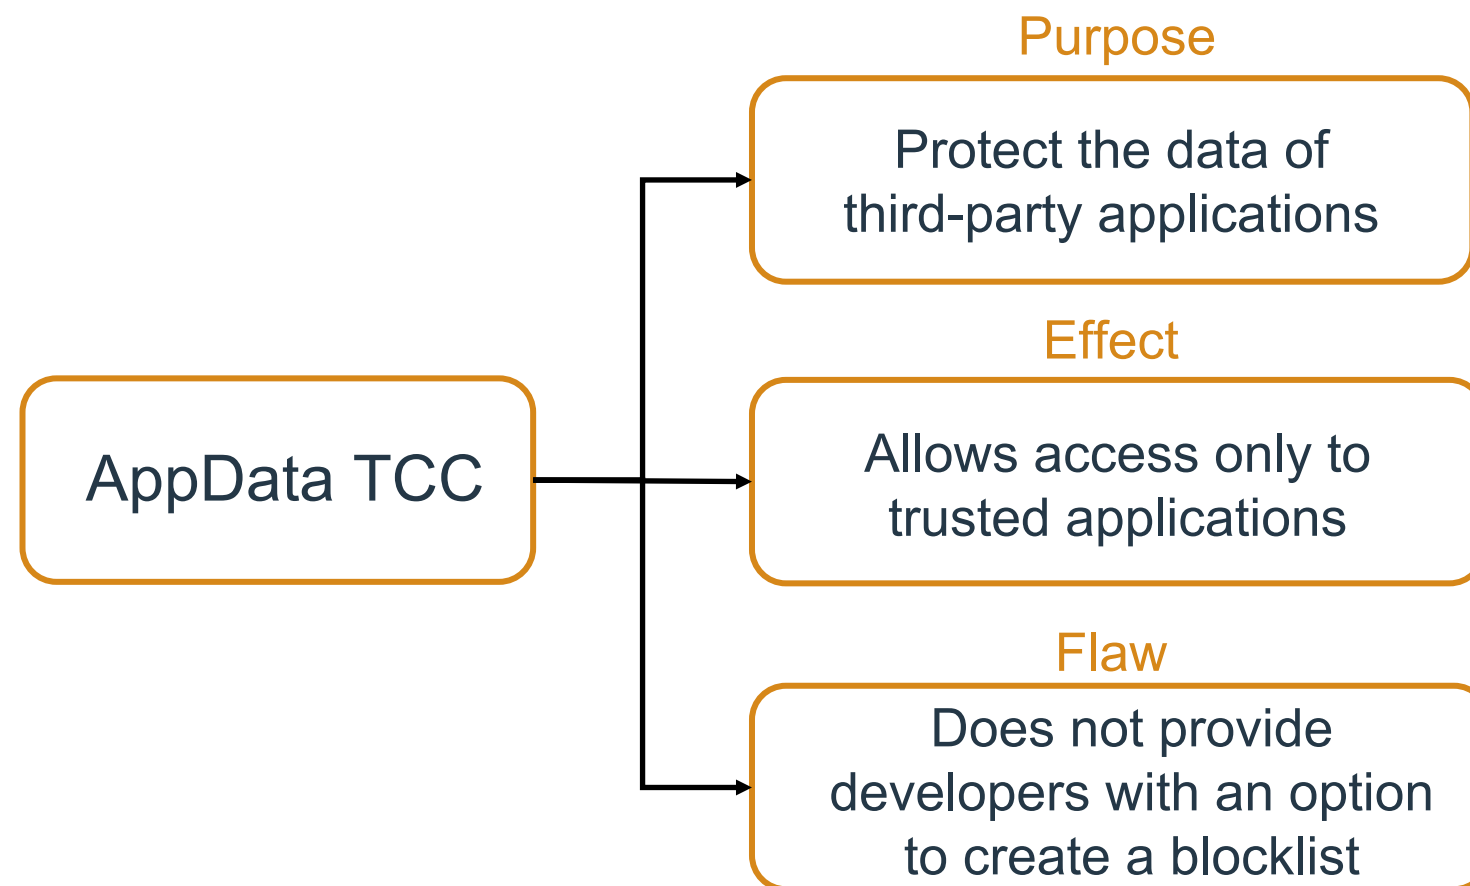 AppData TCC
Purpose
Protect the data of
third-party applications
Effect
Allows access only to
trusted applications
Flaw
Does not provide
developers with an option
to create a blocklist